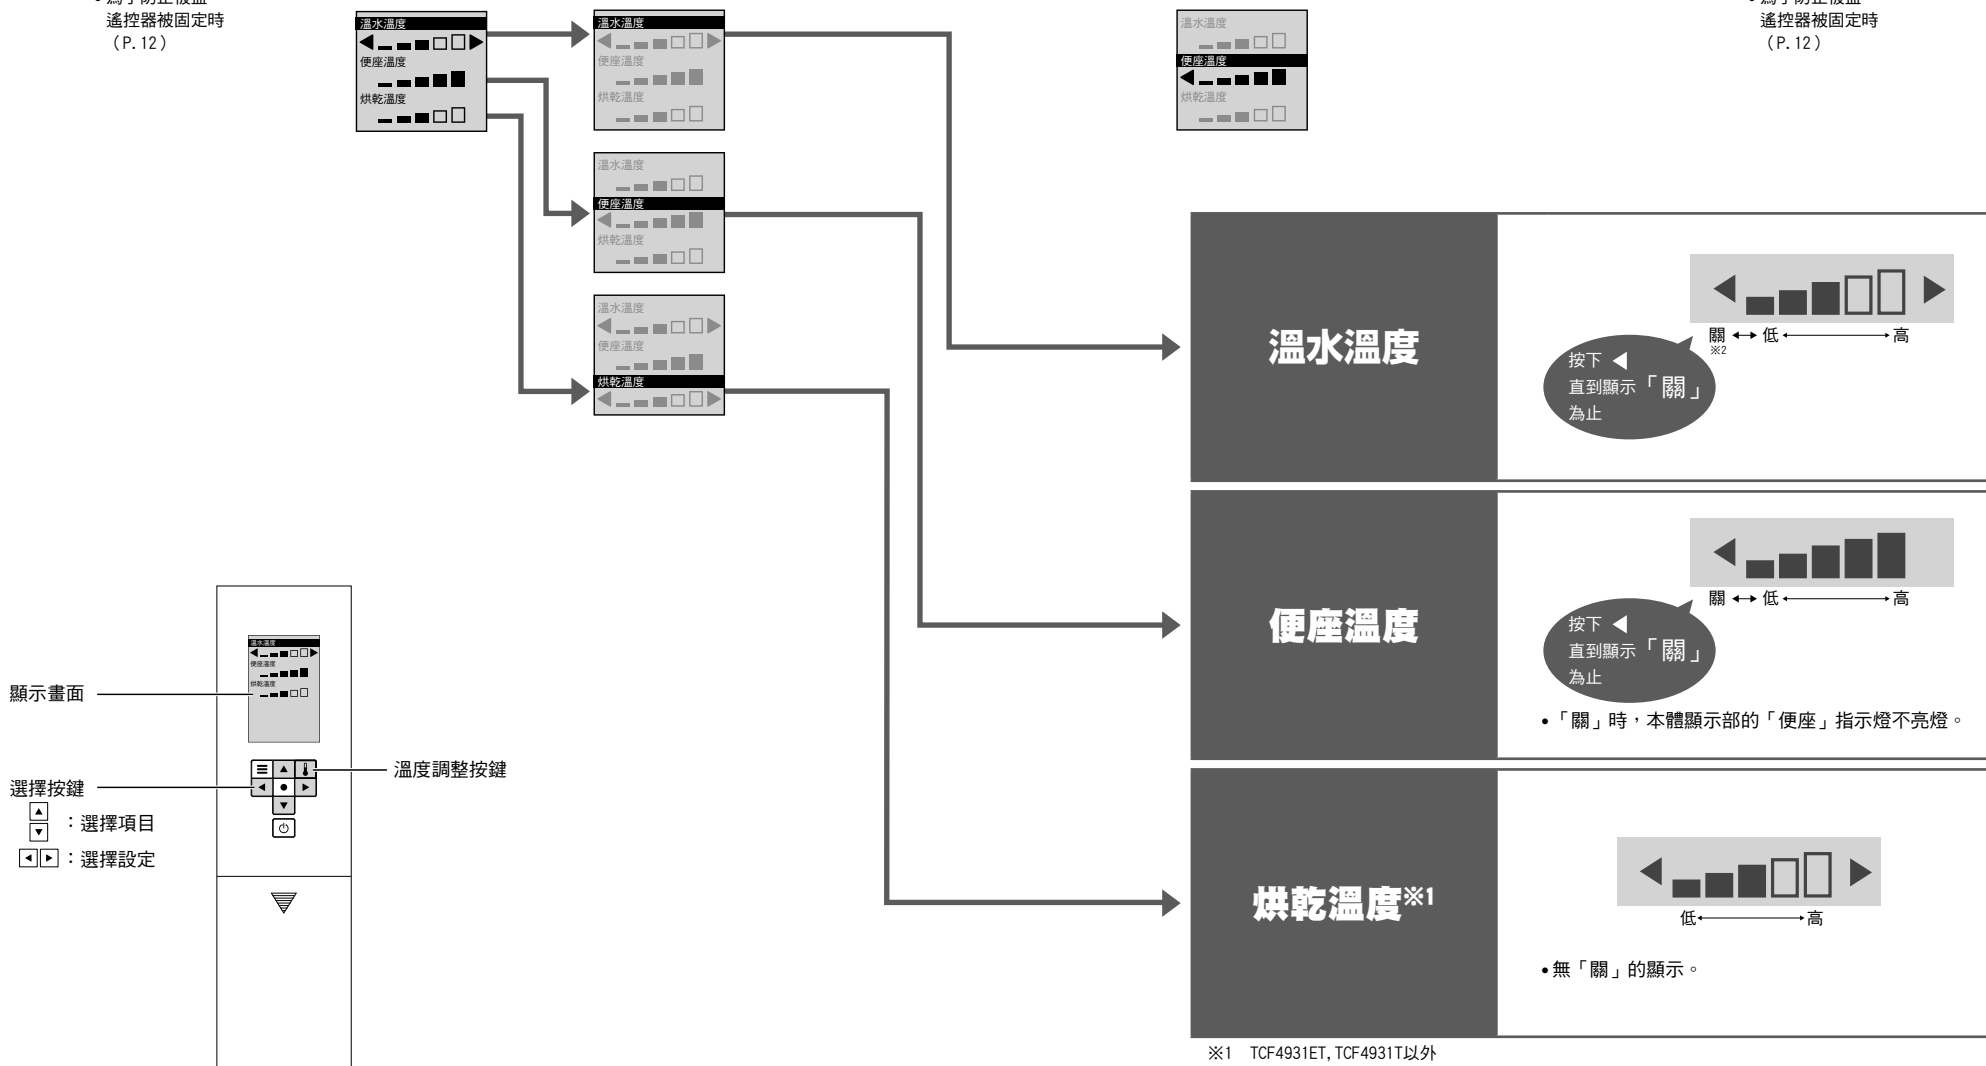 遙控器被固定時
（P.12）
溫水溫度
便座溫度
烘乾溫度
溫水溫度
便座溫度
烘乾溫度
溫水溫度
便座溫度
烘乾溫度
溫水溫度
便座溫度
烘乾溫度
溫水溫度
便座溫度
烘乾溫度
遙控器被固定時
（P.12）
溫水溫度
關 低 高
※2
按下
直到顯示「關」
為止
便座溫度
關 低 高
按下
直到顯示「關」
為止
•「關」時，本體顯示部的「便座」指示燈不亮燈。
烘乾溫度※1
低 高
•無「關」的顯示。
※1 TCF4931ET,TCF4931T以外
溫水溫度
便座溫度
烘乾溫度
顯示畫面
溫度調整按鍵
選擇按鍵
：選擇項目
：選擇設定